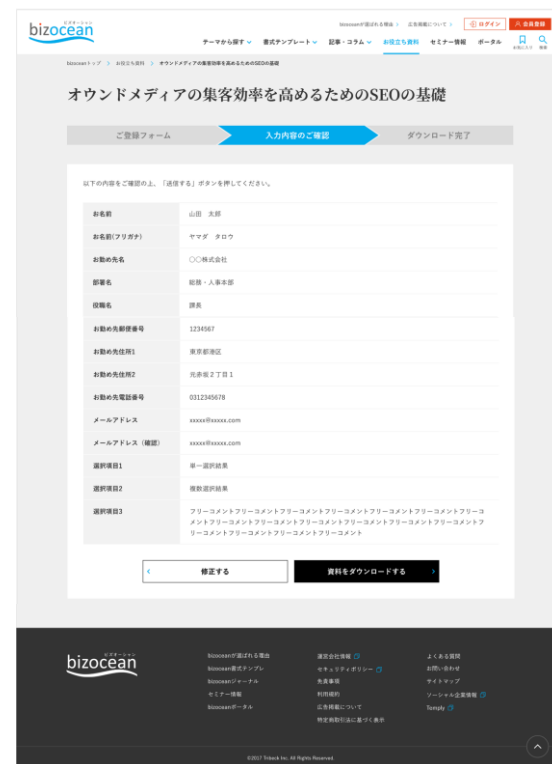 ビズオーシャン
bizocean
bizoceanが選ばれる理由
広告掲載について
ログイン
会員登録
テーマから探す
書式テンプレート
記事・コラム
お役立ち資料
セミナー情報
ポータル
お気に入り
検索
bizoceanトップ > お役立ち資料 > オウンドメディアの集客効率を高めるためのSEOの基礎
オウンドメディアの集客効率を高めるためのSEOの基礎
ご登録フォーム
入力内容のご確認
ダウンロード完了
以下の内容をご確認の上、「送信する」ボタンを押してください。
お名前 山田 太郎
お名前(フリガナ) ヤマダ タロウ
お勤め先名 〇〇株式会社
部署名 総務・人事本部
役職名 課長
お勤め先郵便番号 1234567
お勤め先住所1 東京都港区
お勤め先住所2 元赤坂2丁目1
お勤め先電話番号 0312345678
メールアドレス xxxxx@xxxxx.com
メールアドレス(確認) xxxxx@xxxxx.com
選択項目1 単一選択結果
選択項目2 複数選択結果
選択項目3 フリーコメントフリーコメントフリーコメントフリーコメントフリーコメントフリーコ
メントフリーコメントフリーコメントフリーコメントフリーコメントフリーコメントフ
リーコメントフリーコメントフリーコメント
修正する
資料をダウンロードする
ビズオーシャン
bizocean
bizoceanが選ばれる理由
bizocean書式テンプレ
bizoceanジャーナル
セミナー情報
bizoceanポータル
運営会社情報
セキュリティポリシー
免責事項
利用規約
広告掲載について
特定商取引法に基づく表示
よくある質問
お問い合わせ
サイトマップ
ソーシャル企業情報
Tomply
©2017 Tribeck Inc. All Rights Reserved.